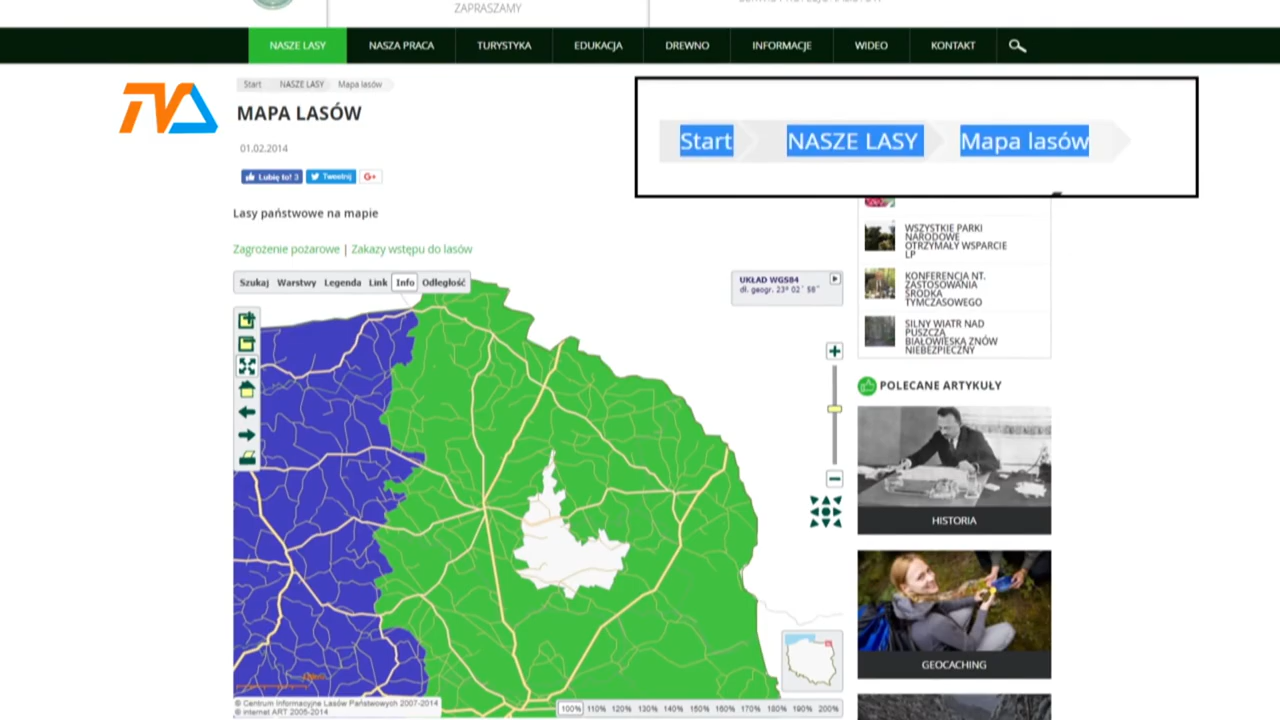 ZAPRASZAMY
NASZE LASY NASZA PRACA TURYSTYKA EDUKACJA DREWNO INFORMACJE WIDEO KONTAKT
TVA
Start NASZE LASY Mapa lasów
MAPA LASÓW
Start NASZE LASY Mapa lasów
01.02.2014
Lubię to! 3 Tweetnij G+
Lasy państwowe na mapie
Zagrożenie pożarowe | Zakazy wstępu do lasów
Szukaj Warstwy Legenda Link Info Odległość
UKŁAD WGS84
dł. geogr. 23° 02' 58"
WSZYSTKIE PARKI
NARODOWE
OTRZYMAŁY WSPARCIE
LP
KONFERENCJA NT.
ZASTOSOWANIA
ŚRODKA
TYMCZASOWEGO
SILNY WIATR NAD
PUSZCZĄ
BIAŁOWIESKĄ ZNÓW
NIEBEZPIECZNY
POLECANE ARTYKUŁY
HISTORIA
GEOCACHING
© Centrum Informacyjne Lasów Państwowych 2007-2014
© internet ART 2006-2014
100% 110% 120% 130% 140% 150% 160% 170% 180% 190% 200%